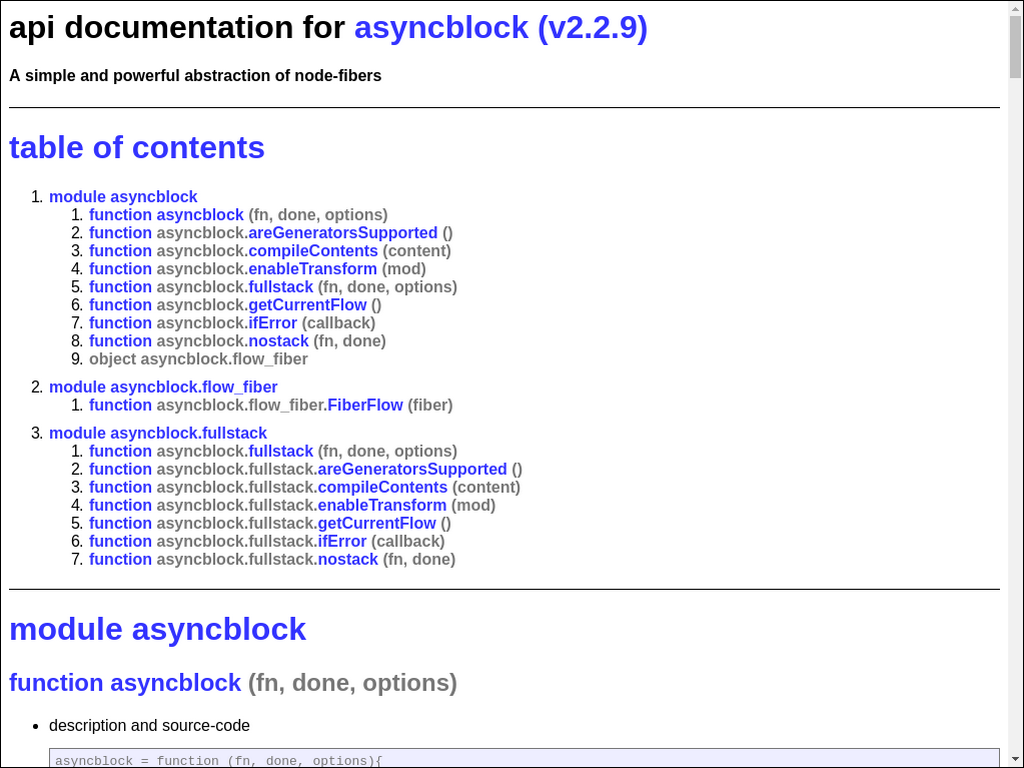 api documentation for asyncblock (v2.2.9)
A simple and powerful abstraction of node-fibers
table of contents
1. module asyncblock
1. function asyncblock (fn, done, options)
2. function asyncblock.areGeneratorsSupported ()
3. function asyncblock.compileContents (content)
4. function asyncblock.enableTransform (mod)
5. function asyncblock.fullstack (fn, done, options)
6. function asyncblock.getCurrentFlow ()
7. function asyncblock.ifError (callback)
8. function asyncblock.nostack (fn, done)
9. object asyncblock.flow_fiber
2. module asyncblock.flow_fiber
1. function asyncblock.flow_fiber.FiberFlow (fiber)
3. module asyncblock.fullstack
1. function asyncblock.fullstack (fn, done, options)
2. function asyncblock.fullstack.areGeneratorsSupported ()
3. function asyncblock.fullstack.compileContents (content)
4. function asyncblock.fullstack.enableTransform (mod)
5. function asyncblock.fullstack.getCurrentFlow ()
6. function asyncblock.fullstack.ifError (callback)
7. function asyncblock.fullstack.nostack (fn, done)
module asyncblock
function asyncblock (fn, done, options)
• description and source-code
asyncblock = function (fn, done, options){